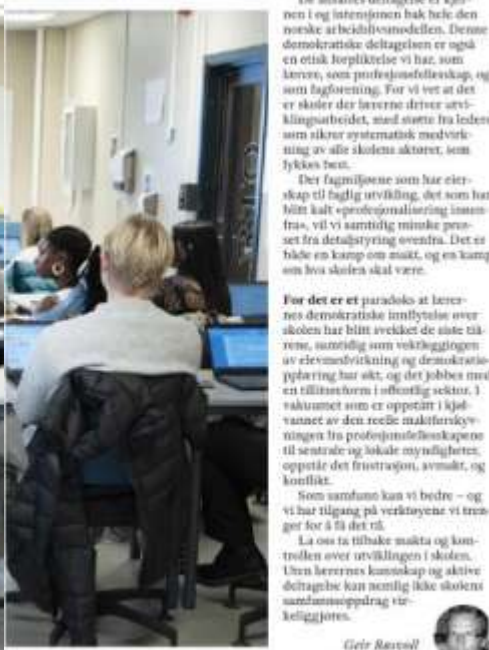 De ansattes deltagelse er kjer-
nen i og intensjonen bak hele den
norske arbeidslivsmodellen. Denne
demokratiske deltagelsen er også
en etisk forpliktelse vi har, som
lærere, som profesjonsfellesskap, og
som fagforening. For vi vet at det
er skoler der lærerne driver utvi-
klingsarbeidet, med støtte fra ledere
som sikrer systematisk medvirk-
ning av alle skolens aktører, som
lykkes best.
Der fagmiljøene som har eier-
skap til faglig utvikling, det som har
blitt kalt «profesjonalisering innen-
fra», vil vi samtidig minske pres-
set fra detaljstyring ovenfra. Det er
både en kamp om makt, og en kamp
om hva skolen skal være.
For det er et paradoks at lærer-
nes demokratiske innflytelse over
skolen har blitt svekket de siste tiå-
rene, samtidig som vektleggingen
av elevmedvirkning og demokratio-
pplæring har økt, og det jobbes med
en tillitsreform i offentlig sektor. I
vakuumet som er oppstått i kjøl-
vannet av den reelle maktforskyv-
ningen fra profesjonsfellesskapene
til sentrale og lokale myndigheter,
oppstår det frustrasjon, avmakt, og
konflikt.
Som samfunn kan vi bedre – og
vi har tilgang på verktøyene vi tren-
ger for å få det til.
La oss ta tilbake makta og kon-
trollen over utviklingen i skolen.
Uten lærernes kunnskap og aktive
deltagelse kan nemlig ikke skolens
samfunnsoppdrag vir-
keliggjøres.
Geir Røsvoll